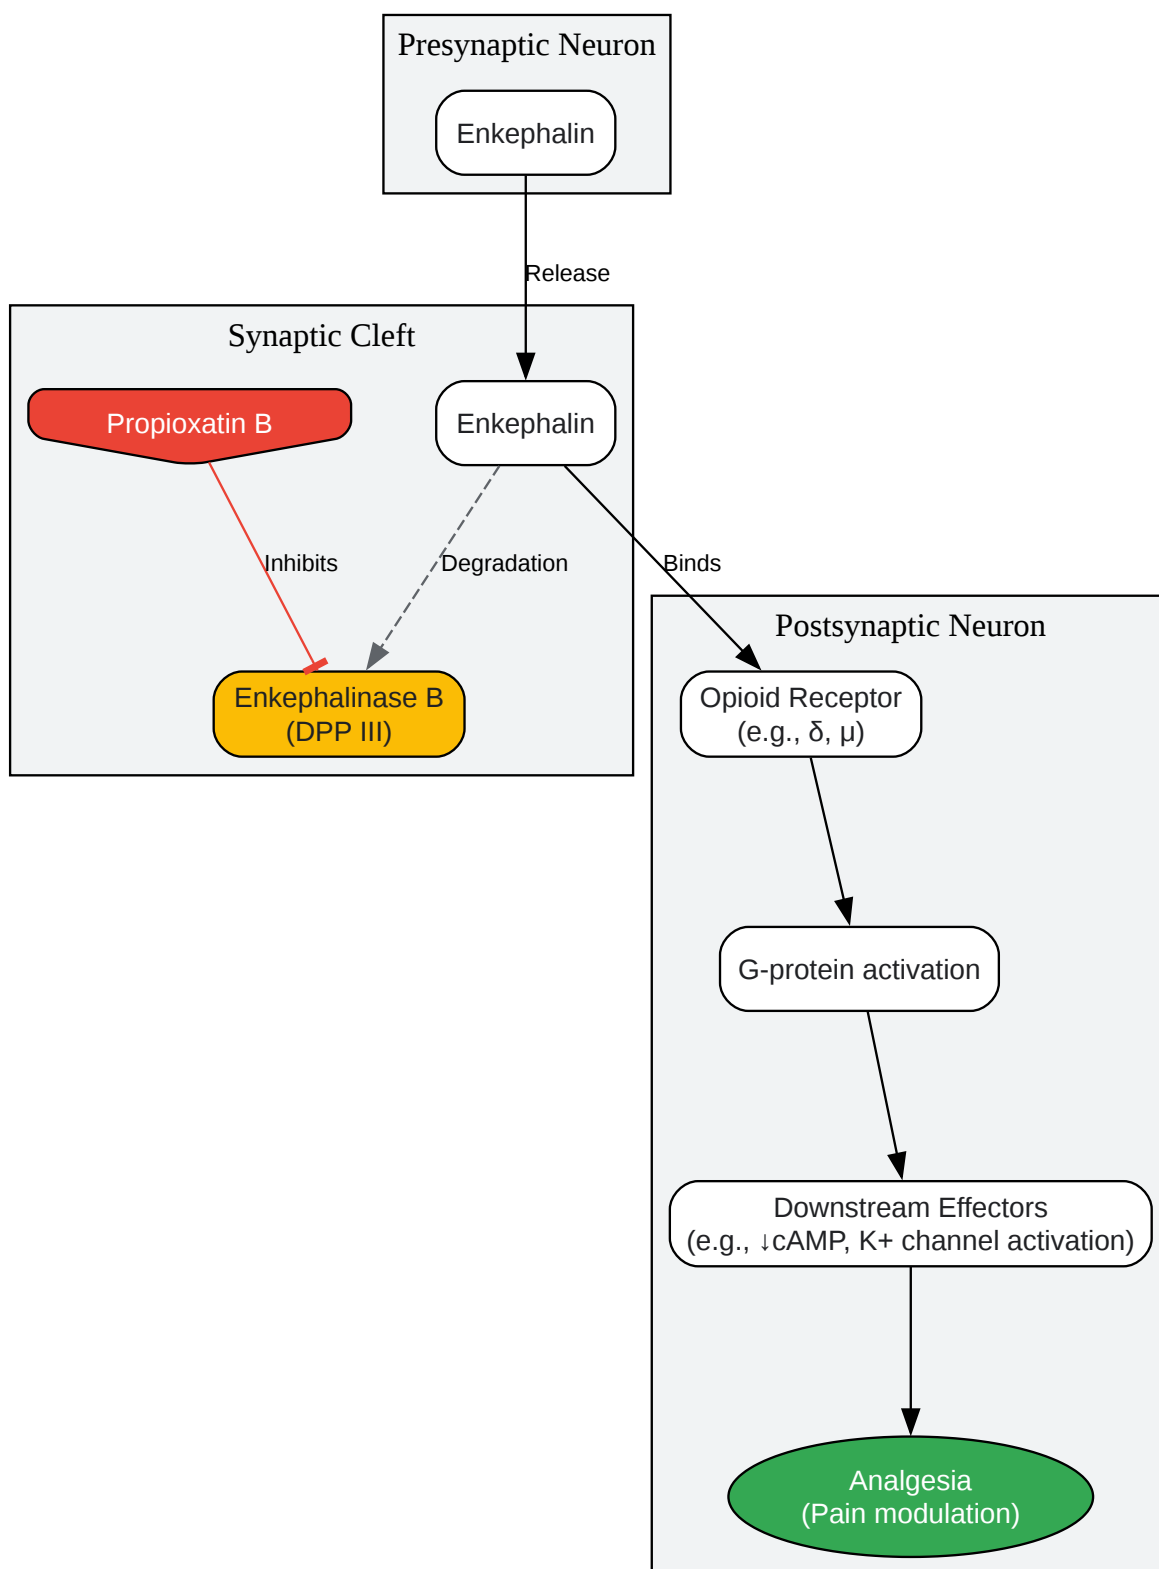 Presynaptic Neuron
Enkephalin
Release
Synaptic Cleft
Propioxatin B
Enkephalin
Inhibits
Degradation
Binds
Enkephalinase B
(DPP III)
Postsynaptic Neuron
Opioid Receptor
(e.g., δ, μ)
G-protein activation
Downstream Effectors
(e.g., ↓cAMP, K+ channel activation)
Analgesia
(Pain modulation)